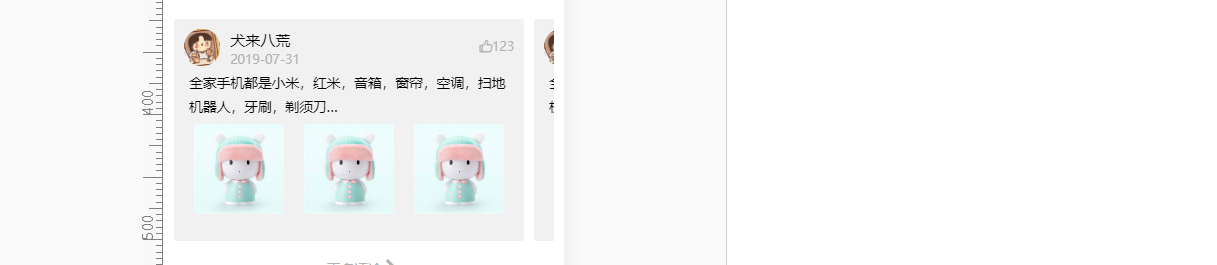 犬来八荒
123
2019-07-31
全家手机都是小米，红米，音箱，窗帘，空调，扫地
机器人，牙刷，剃须刀...
400
500